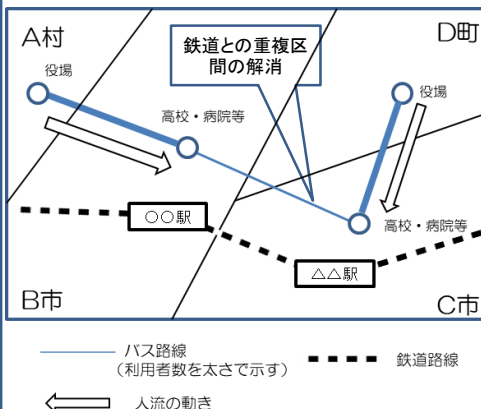 A村
D町
鉄道との重複区
間の解消
役場
役場
高校・病院等
高校・病院等
○○駅
△△駅
B市
C市
バス路線
(利用者数を太さで示す)
鉄道路線
人流の動き